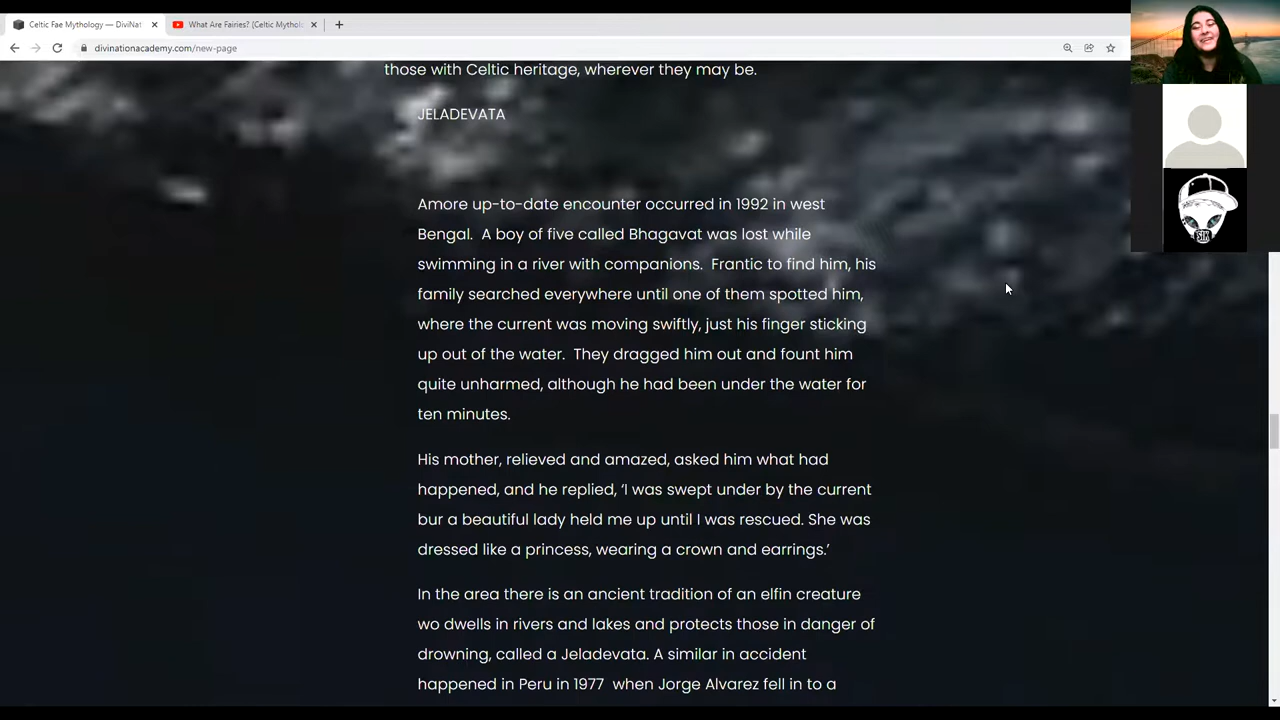 Celtic Fae Mythology — DiviNat
What Are Fairies? (Celtic Mytholo
divinationacademy.com/new-page
those with Celtic heritage, wherever they may be.
JELADEVATA
Amore up-to-date encounter occurred in 1992 in west
Bengal. A boy of five called Bhagavat was lost while
swimming in a river with companions. Frantic to find him, his
family searched everywhere until one of them spotted him,
where the current was moving swiftly, just his finger sticking
up out of the water. They dragged him out and fount him
quite unharmed, although he had been under the water for
ten minutes.
His mother, relieved and amazed, asked him what had
happened, and he replied, ‘I was swept under by the current
bur a beautiful lady held me up until I was rescued. She was
dressed like a princess, wearing a crown and earrings.’
In the area there is an ancient tradition of an elfin creature
wo dwells in rivers and lakes and protects those in danger of
drowning, called a Jeladevata. A similar in accident
happened in Peru in 1977 when Jorge Alvarez fell in to a